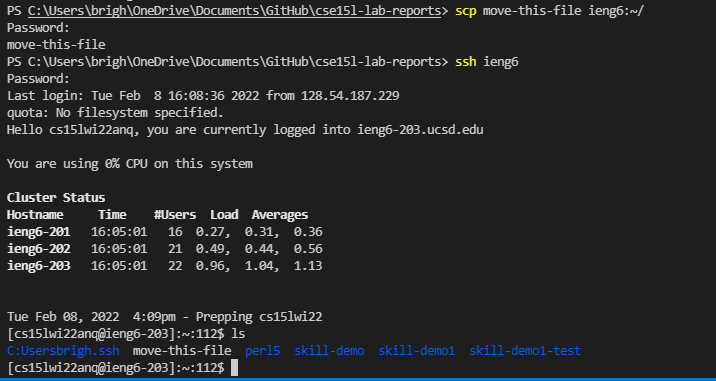 PS C:\Users\brigh\OneDrive\Documents\GitHub\cse15l-lab-reports> scp move-this-file ieng6:~/
Password:
move-this-file
PS C:\Users\brigh\OneDrive\Documents\GitHub\cse15l-lab-reports> ssh ieng6
Password:
Last login: Tue Feb  8 16:08:36 2022 from 128.54.187.229
quota: No filesystem specified.
Hello cs15lwi22anq, you are currently logged into ieng6-203.ucsd.edu
You are using 0% CPU on this system
Cluster Status
Hostname     Time    #Users  Load  Averages
ieng6-201   16:05:01   16  0.27,  0.31,  0.36
ieng6-202   16:05:01   21  0.49,  0.44,  0.56
ieng6-203   16:05:01   22  0.96,  1.04,  1.13
Tue Feb 08, 2022  4:09pm - Prepping cs15lwi22
[cs15lwi22anq@ieng6-203]:~:112$ ls
C:Usersbrigh.ssh  move-this-file  perl5  skill-demo  skill-demo1  skill-demo1-test
[cs15lwi22anq@ieng6-203]:~:112$